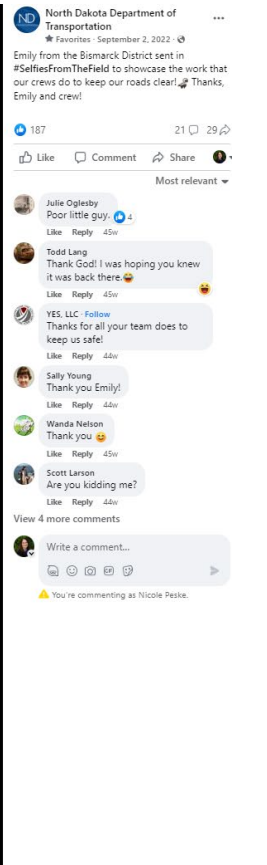 ND
North Dakota Department of
Transportation
Favorites · September 2, 2022 ·
Emily from the Bismarck District sent in
#SelfiesFromTheField to showcase the work that
our crews do to keep our roads clear!🦨 Thanks,
Emily and crew!
187
21 29
Like Comment Share
Most relevant
Julie Oglesby
Poor little guy.
4
Like Reply 45w
Todd Lang
Thank God! I was hoping you knew
it was back there.😂
Like Reply 45w
YES, LLC · Follow
Thanks for all your team does to
keep us safe!
Like Reply 44w
Sally Young
Thank you Emily!
Like Reply 44w
Wanda Nelson
Thank you 😊
Like Reply 45w
Scott Larson
Are you kidding me?
Like Reply 44w
View 4 more comments
Write a comment...
GIF
You're commenting as Nicole Peske.